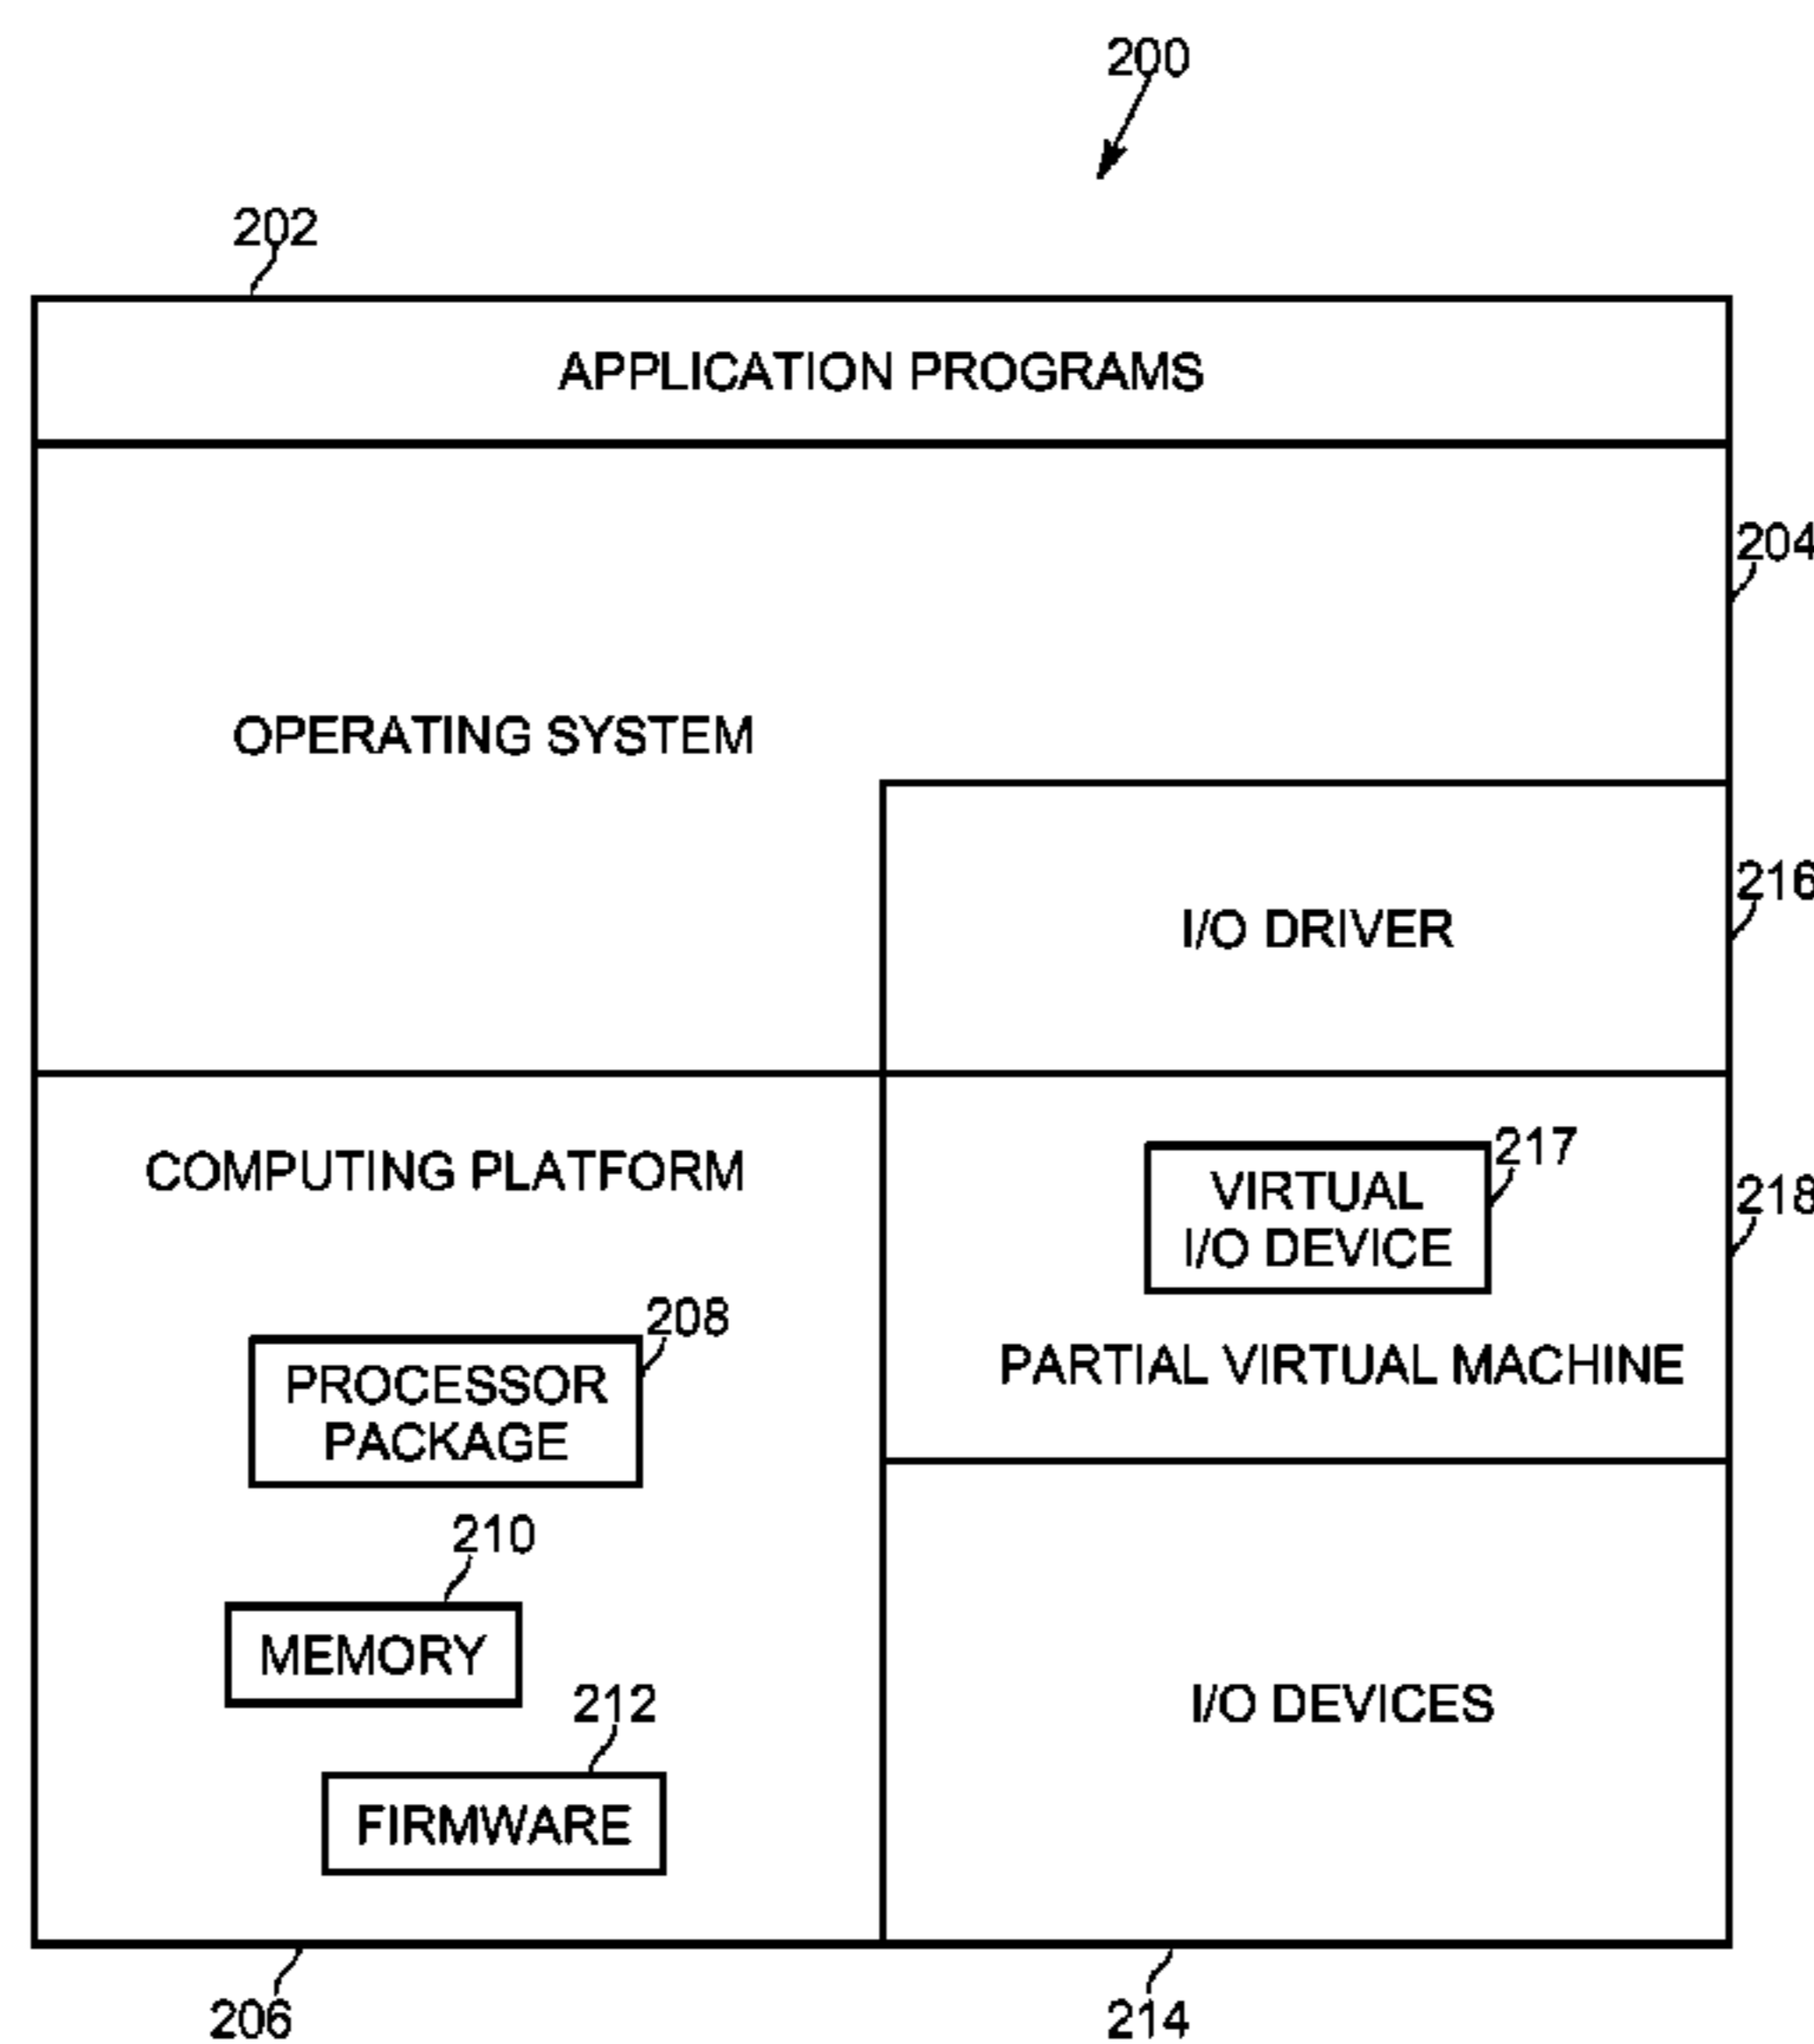 200
202
APPLICATION PROGRAMS
204
OPERATING SYSTEM
216
I/O DRIVER
COMPUTING PLATFORM
217
VIRTUAL
I/O DEVICE
218
PARTIAL VIRTUAL MACHINE
208
PROCESSOR
PACKAGE
210
MEMORY
212
FIRMWARE
I/O DEVICES
206
214